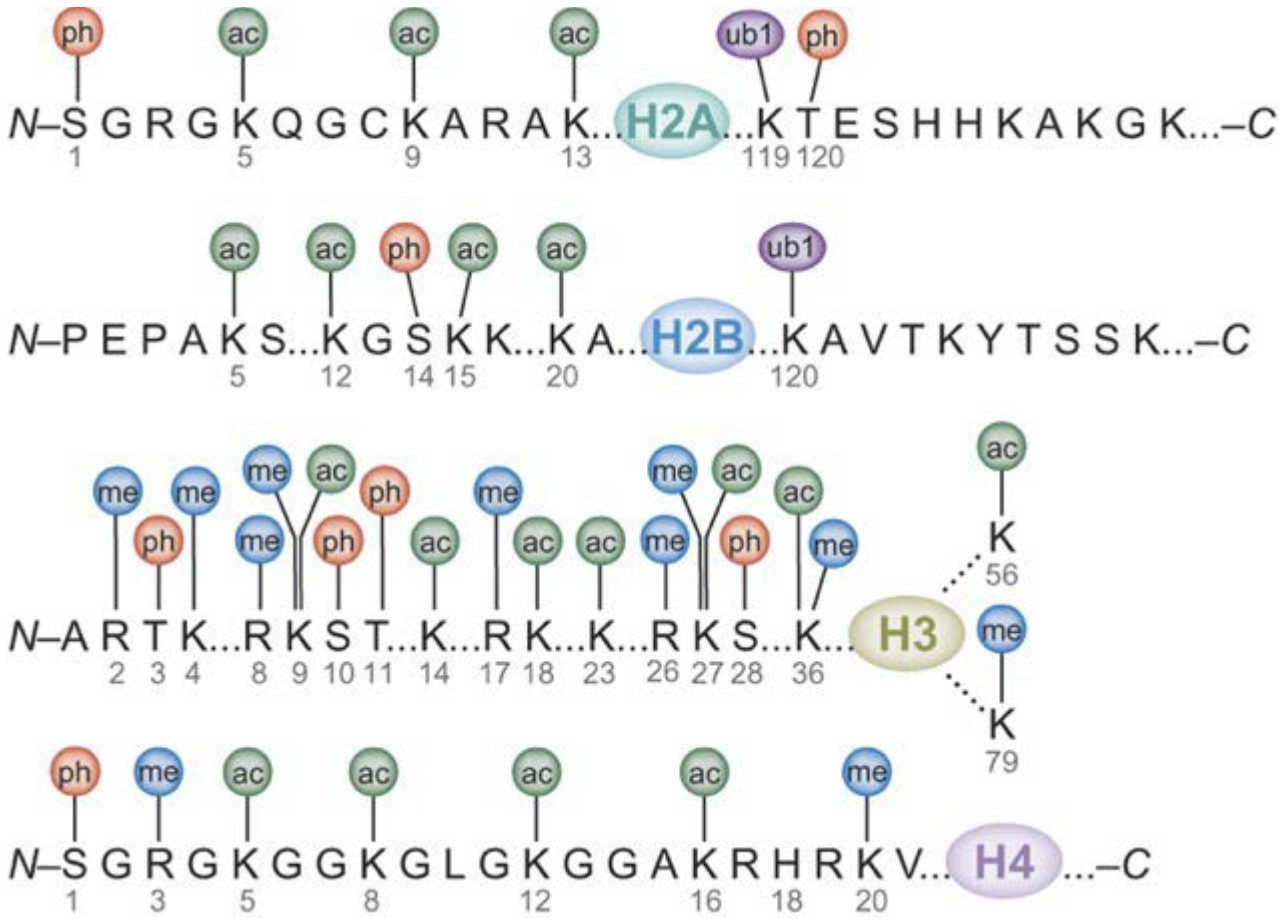 ph ac ac ac ub1 ph
N–S G R G K Q G C K A R A K... H2A ...K T E S H H K A K G K...–C
1 5 9 13 119 120
ac ac ph ac ac ub1
N–P E P A K S...K G S K K...K A... H2B ...K A V T K Y T S S K...–C
5 12 14 15 20 120
ac
me ac me ac
me me ph me ac
me ph me ph ac ac ac me ph me K
56
N–A R T K...R K S T...K...R K...K...R K S...K... H3 me
2 3 4 8 9 10 11 14 17 18 23 26 27 28 36
K
79
ph me ac ac ac ac me
N–S G R G K G G K G L G K G G A K R H R K V... H4 ...–C
1 3 5 8 12 16 18 20